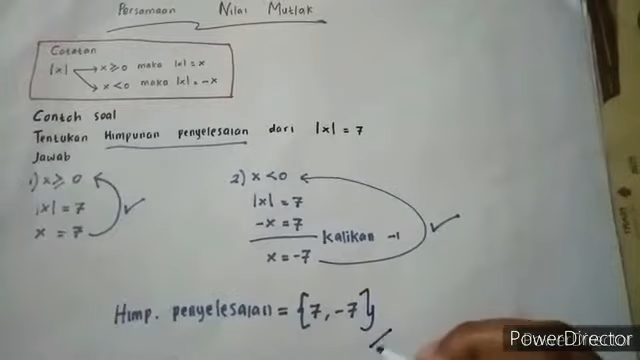 Persamaan Nilai Mutlak
Catatan
|x| x ≥ 0 maka |x| = x
x < 0 maka |x| = -x
Contoh soal
Tentukan Himpunan penyelesaian dari |x| = 7
Jawab
1) x ≥ 0
|x| = 7
x = 7
2) x < 0
|x| = 7
-x = 7
Kalikan -1
x = -7
Himp. penyelesaian = {7, -7}
PowerDirector